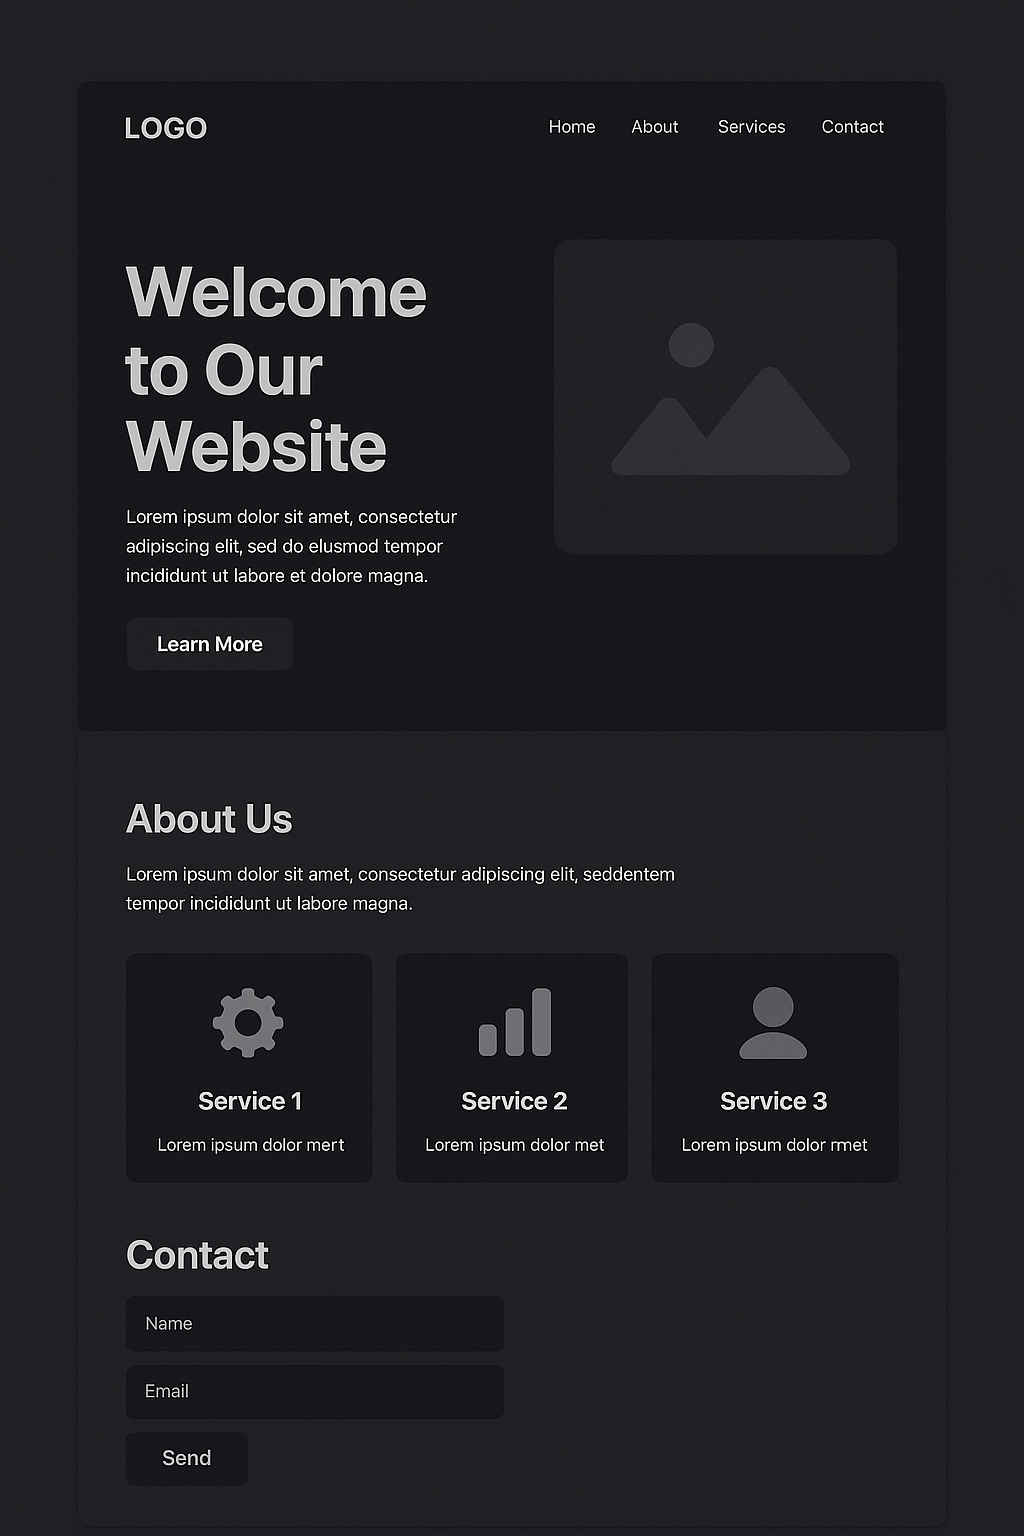 LOGO
Home About Services Contact
Welcome
to Our
Website
Lorem ipsum dolor sit amet, consectetur
adipiscing elit, sed do elusmod tempor
incididunt ut labore et dolore magna.
Learn More
About Us
Lorem ipsum dolor sit amet, consectetur adipiscing elit, seddentem
tempor incididunt ut labore magna.
Service 1
Lorem ipsum dolor mert
Service 2
Lorem ipsum dolor met
Service 3
Lorem ipsum dolor rmet
Contact
Name
Email
Send